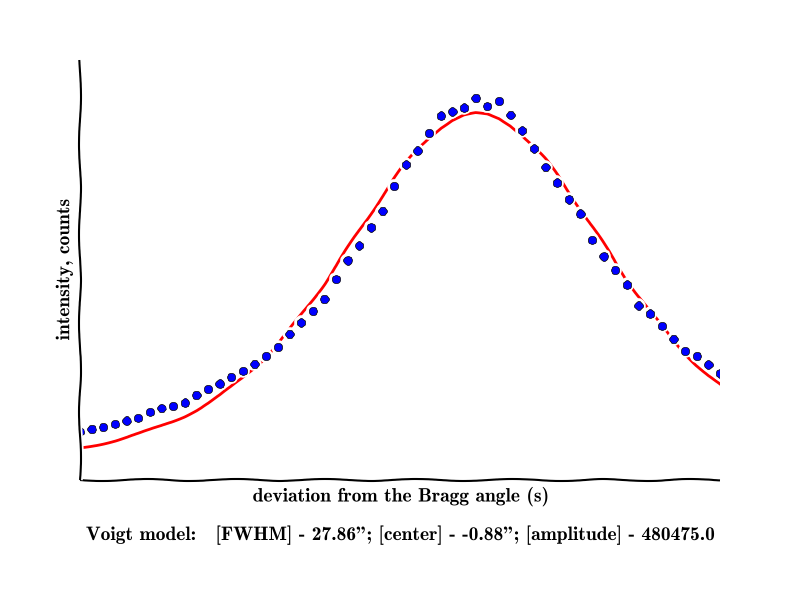 intensity, counts
deviation from the Bragg angle (s)
Voigt model: [FWHM] - 27.86”; [center] - -0.88”; [amplitude] - 480475.0